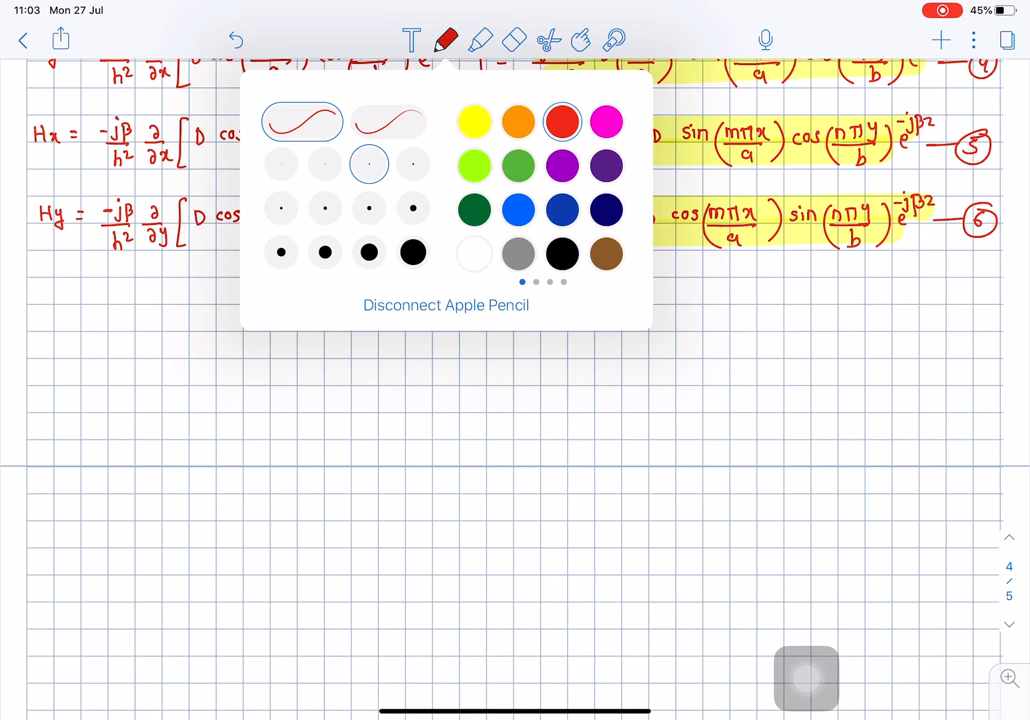 11:03 Mon 27 Jul 45%
T
h² ∂x
Hx = -jβ/h² ∂/∂x [ D cos D sin(mπx/a) cos(nπy/b) e^-jβz — 5
Hy = -jβ/h² ∂/∂y [ D cos cos(mπx/a) sin(nπy/b) e^-jβz — 6
Disconnect Apple Pencil
4
/
5